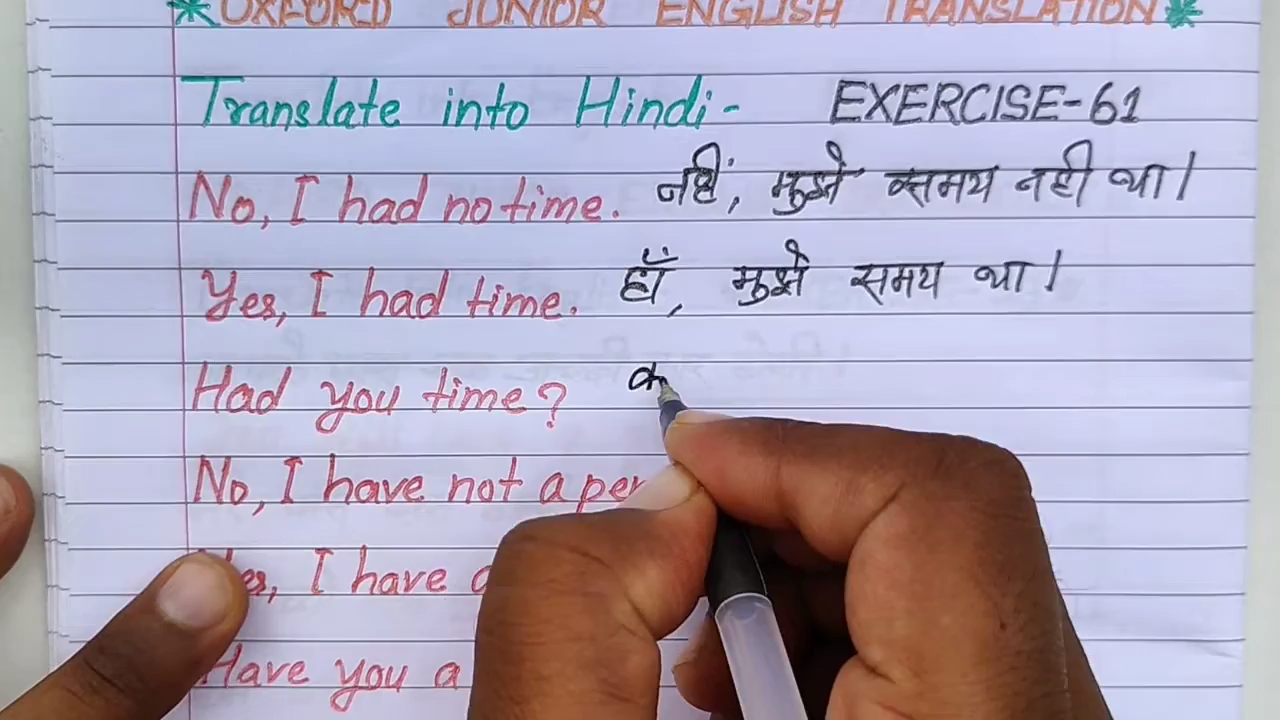 *OXFORD JUNIOR ENGLISH TRANSLATION*
Translate into Hindi- EXERCISE-61
No, I had no time. नहीं, मुझे समय नही था।
Yes, I had time. हाँ, मुझे समय था।
Had you time?
No, I have not a
Yes, I have
Have you a